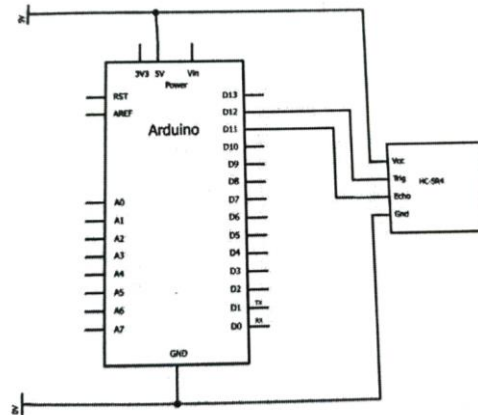 3V3 5V Vin
Power
Arduino
RST
AREF
A0
A1
A2
A3
A4
A5
A6
A7
D13
D12
D11
D10
D9
D8
D7
D6
D5
D4
D3
D2
D1 TX
D0 RX
GND
Vcc
Trig
Echo
Gnd
HC-SR4
0V